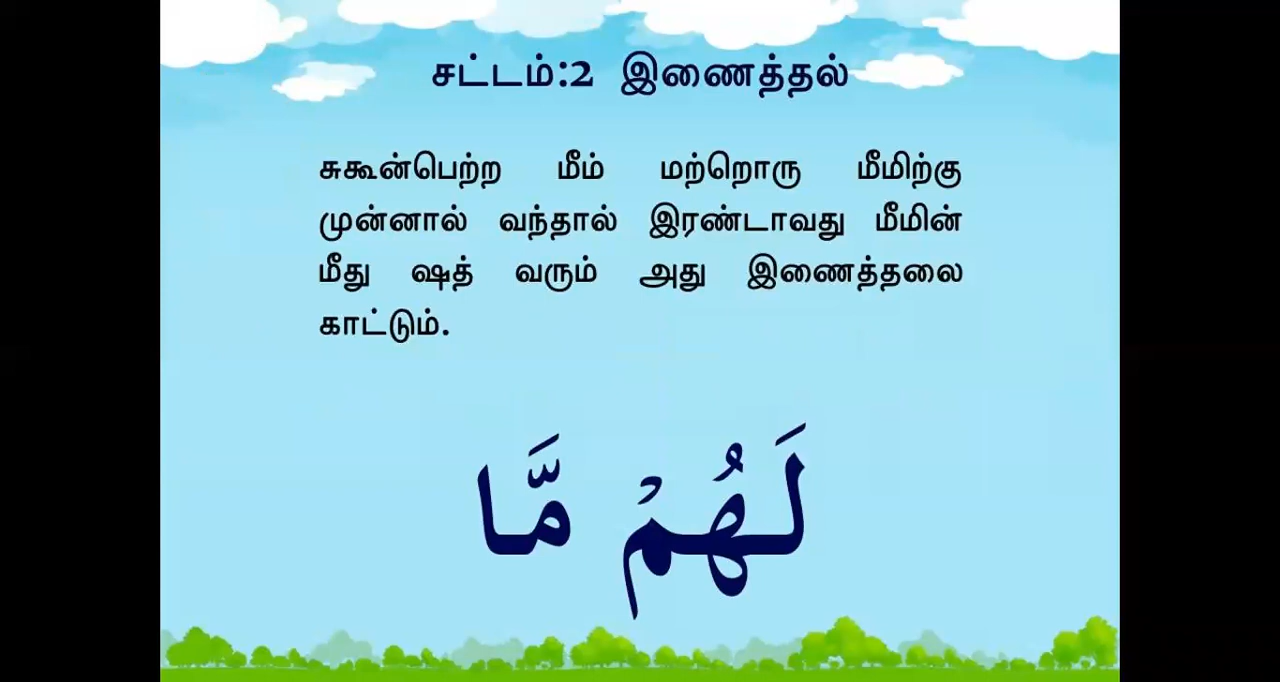 சட்டம்:2 இணைத்தல்
சுகூன்பெற்ற மீம் மற்றொரு மீமிற்கு
முன்னால் வந்தால் இரண்டாவது மீமின்
மீது ஷத் வரும் அது இணைத்தலை
காட்டும்.
لَهُمْ مَّا